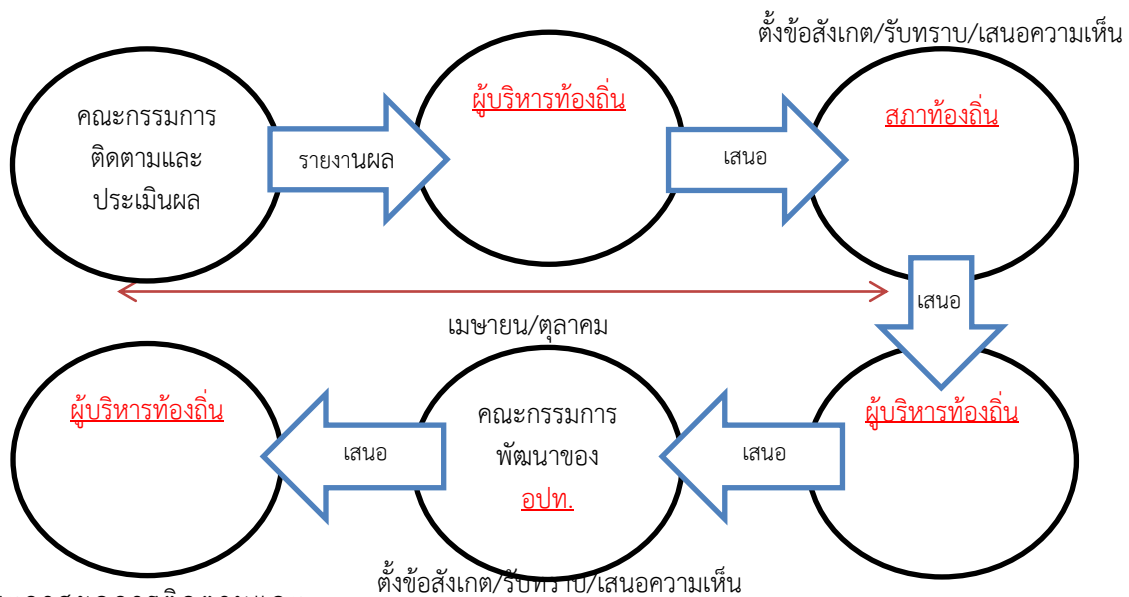 ตั้งข้อสังเกต/รับทราบ/เสนอความเห็น
คณะกรรมการ
ติดตามและ
ประเมินผล
รายงานผล
ผู้บริหารท้องถิ่น
เสนอ
สภาท้องถิ่น
เสนอ
เมษายน/ตุลาคม
ผู้บริหารท้องถิ่น
เสนอ
คณะกรรมการ
พัฒนาของ
อปท.
เสนอ
ผู้บริหารท้องถิ่น
ตั้งข้อสังเกต/รับทราบ/เสนอความเห็น